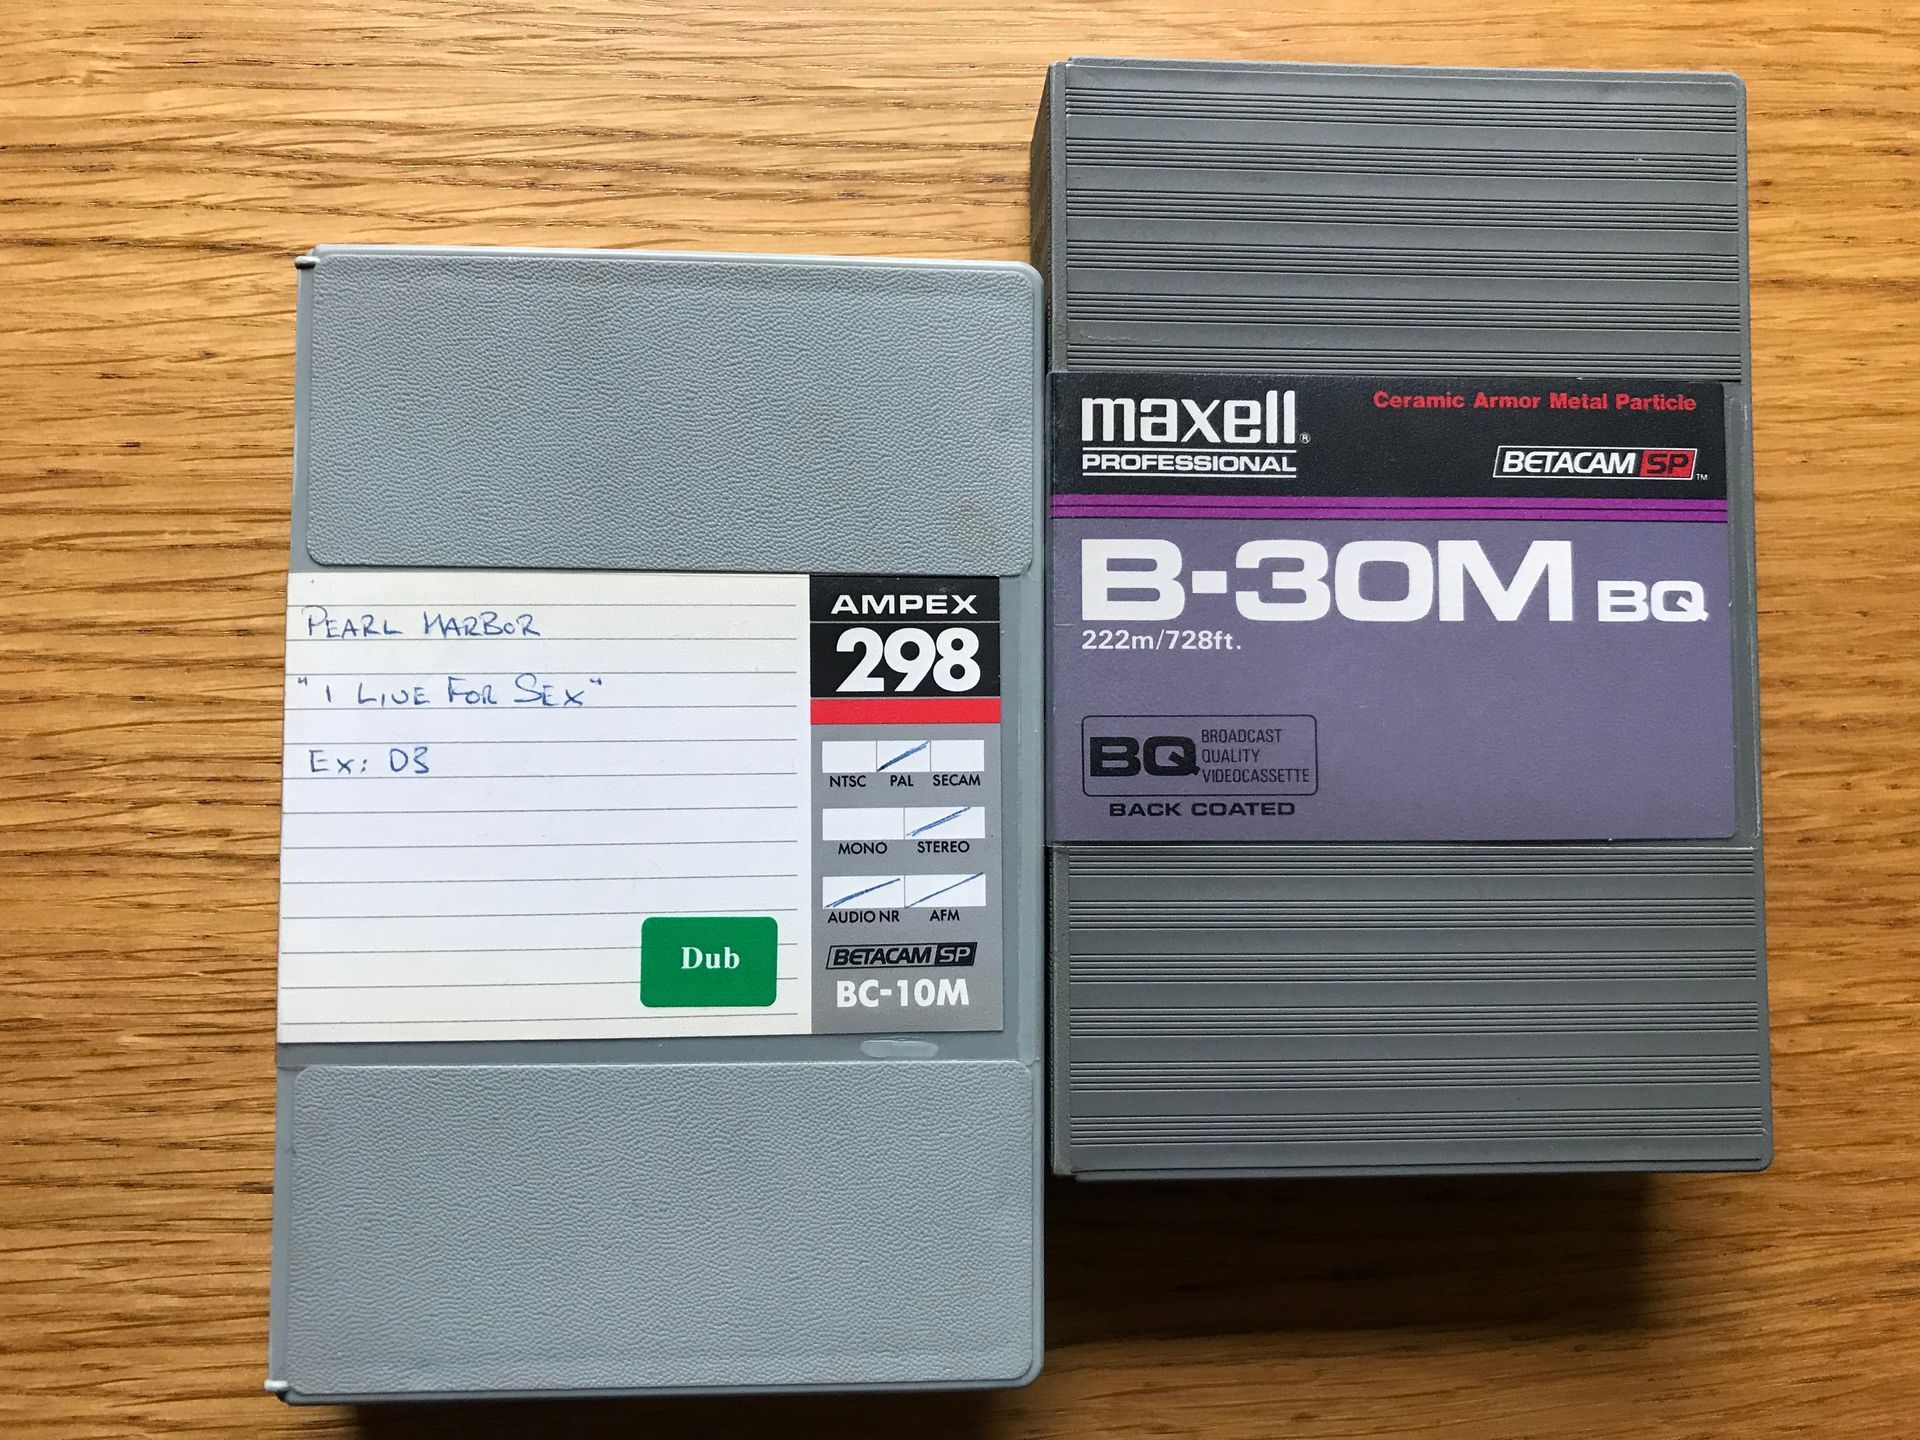 PEARL HARBOR
"I LIVE FOR SEX"
EX: D3
Dub
AMPEX
298
NTSC PAL SECAM
MONO STEREO
AUDIO NR AFM
BETACAM SP
BC-10M
maxell®
PROFESSIONAL
Ceramic Armor Metal Particle
BETACAM SP™
B-30M BQ
222m/728ft.
BQ BROADCAST
QUALITY
VIDEOCASSETTE
BACK COATED